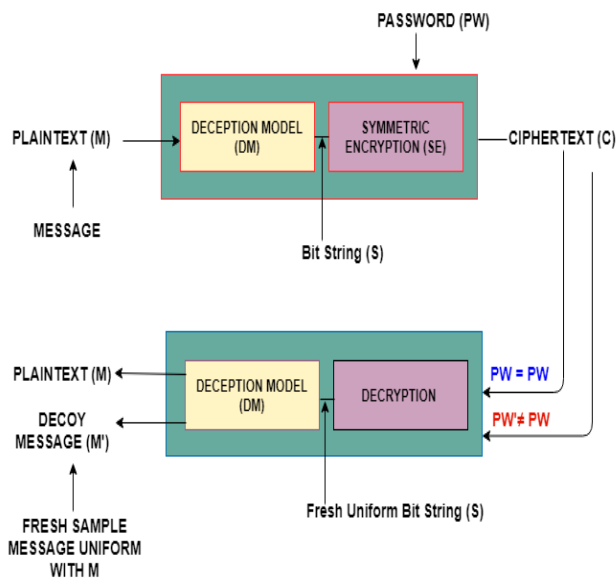 PASSWORD (PW)
PLAINTEXT (M)
DECEPTION MODEL
(DM)
SYMMETRIC
ENCRYPTION (SE)
CIPHERTEXT (C)
MESSAGE
Bit String (S)
PLAINTEXT (M)
DECEPTION MODEL
(DM)
DECRYPTION
PW = PW
DECOY
MESSAGE (M')
PW'≠ PW
Fresh Uniform Bit String (S)
FRESH SAMPLE
MESSAGE UNIFORM
WITH M